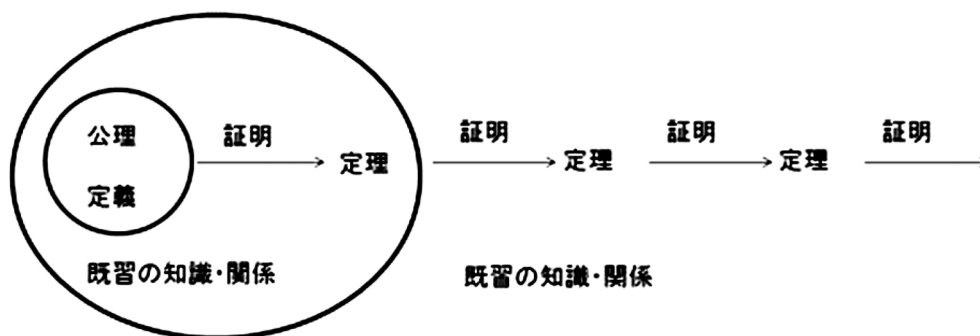 公理
定義
証明
定理
既習の知識・関係
証明
定理
証明
定理
証明
既習の知識・関係